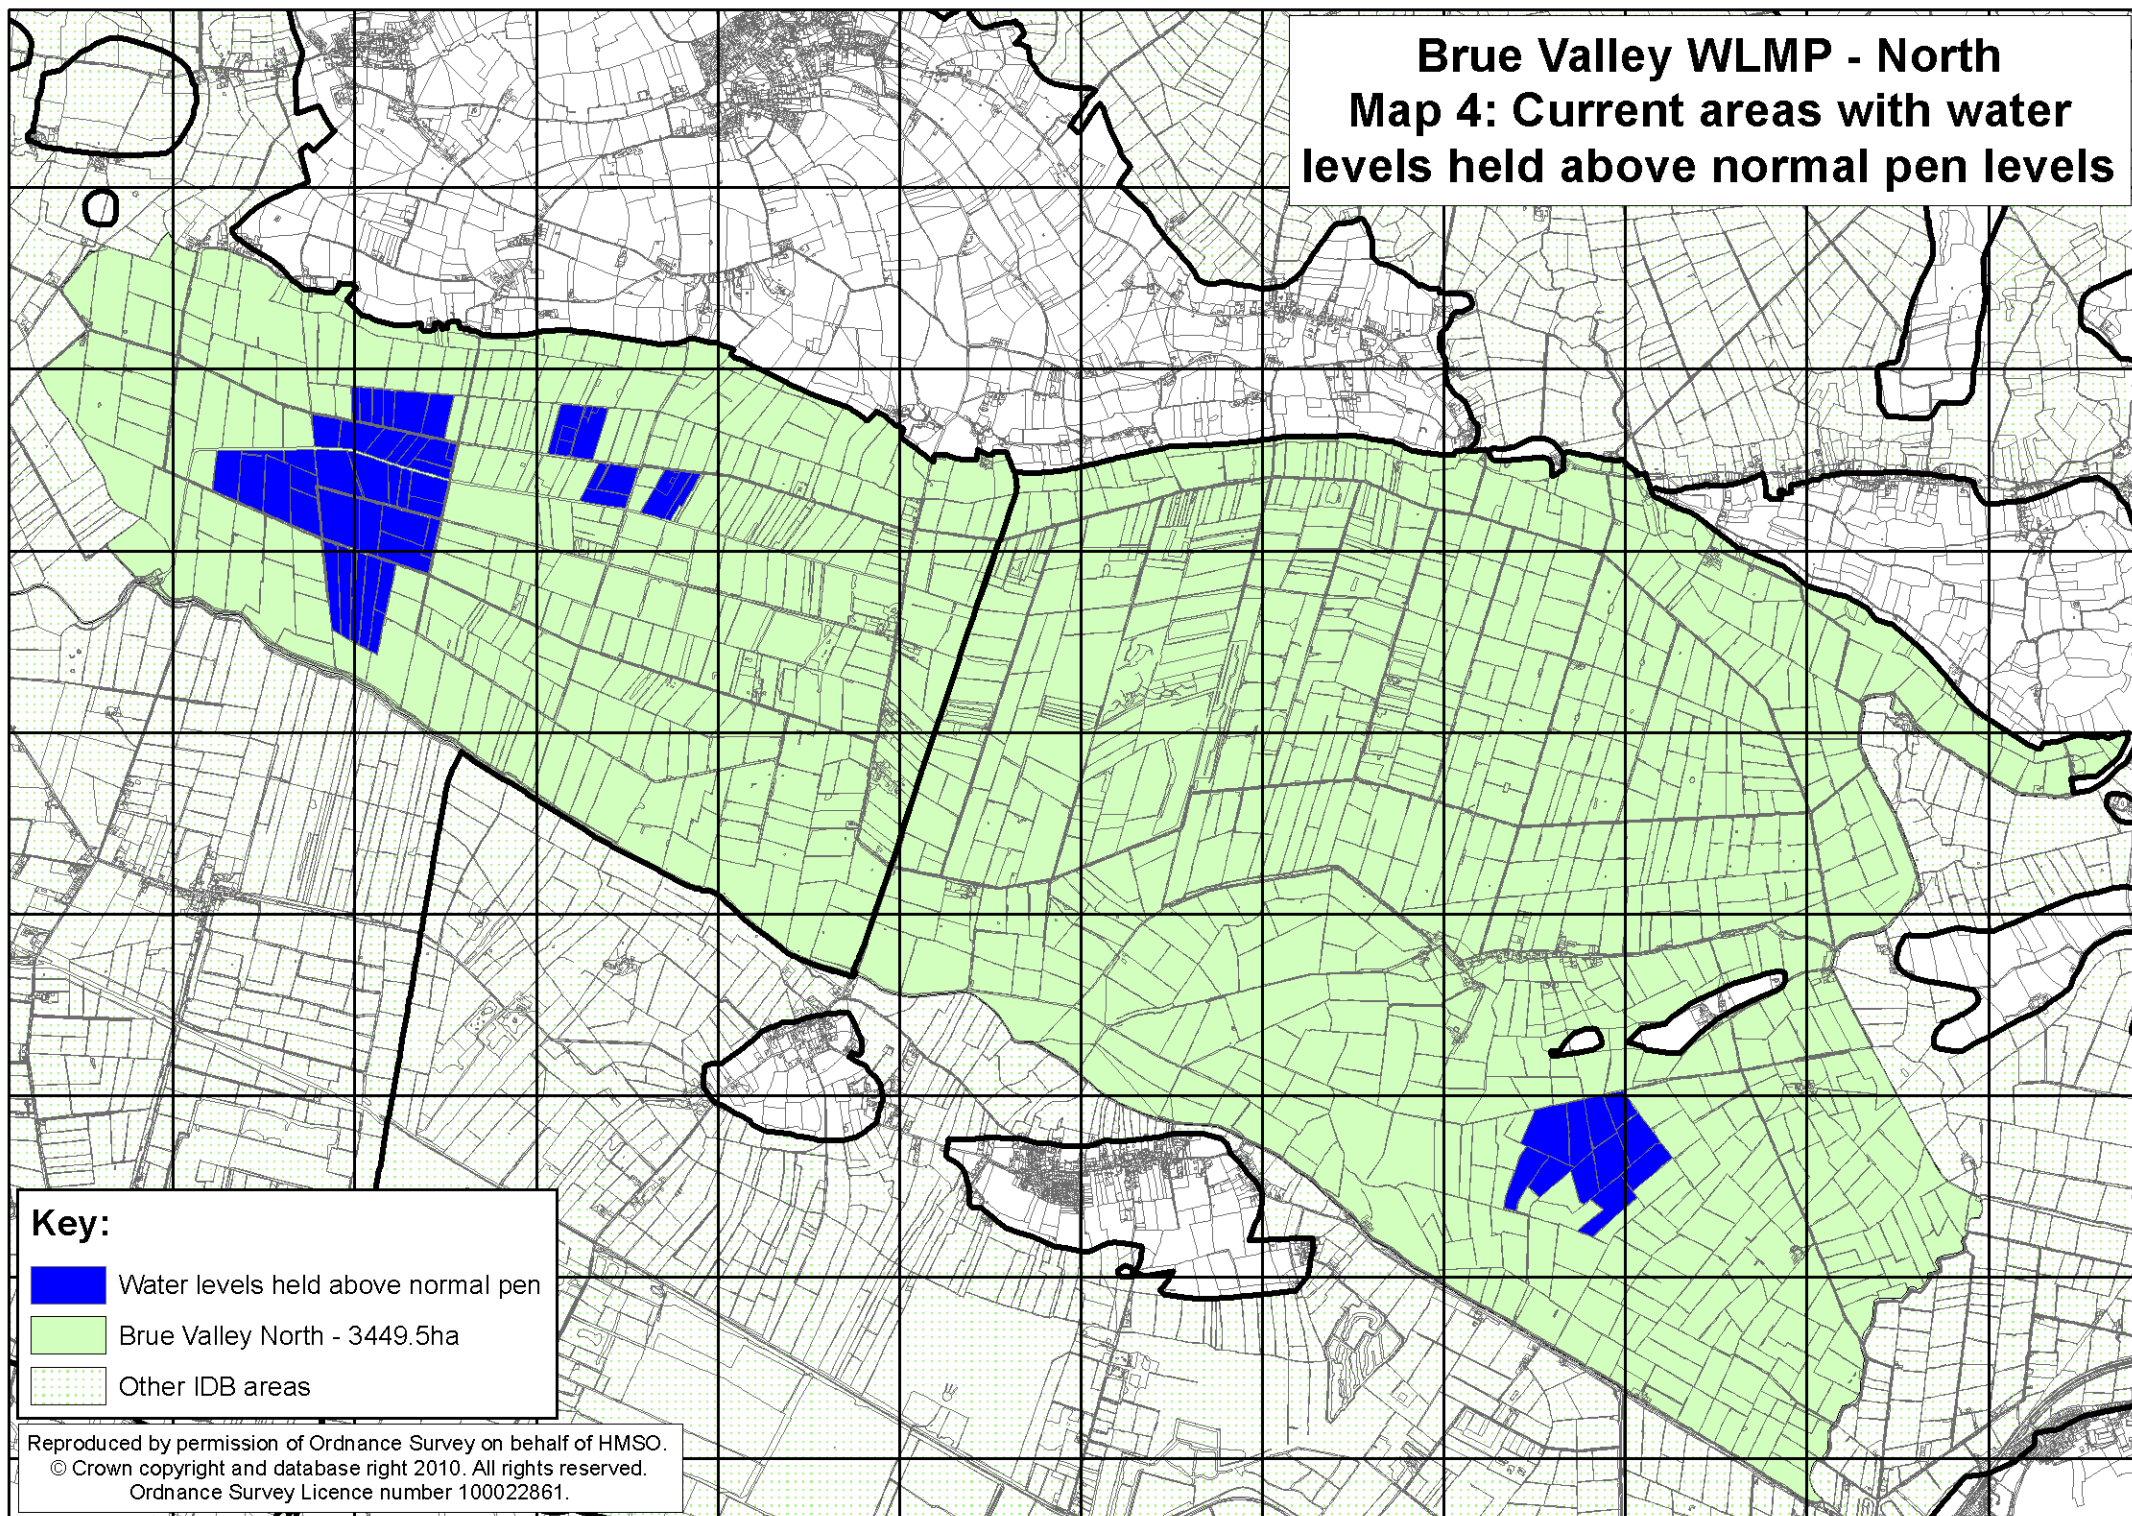 Brue Valley WLMP - North
Map 4: Current areas with water
levels held above normal pen levels
Key:
Water levels held above normal pen
Brue Valley North - 3449.5ha
Other IDB areas
Reproduced by permission of Ordnance Survey on behalf of HMSO.
© Crown copyright and database right 2010. All rights reserved.
Ordnance Survey Licence number 100022861.